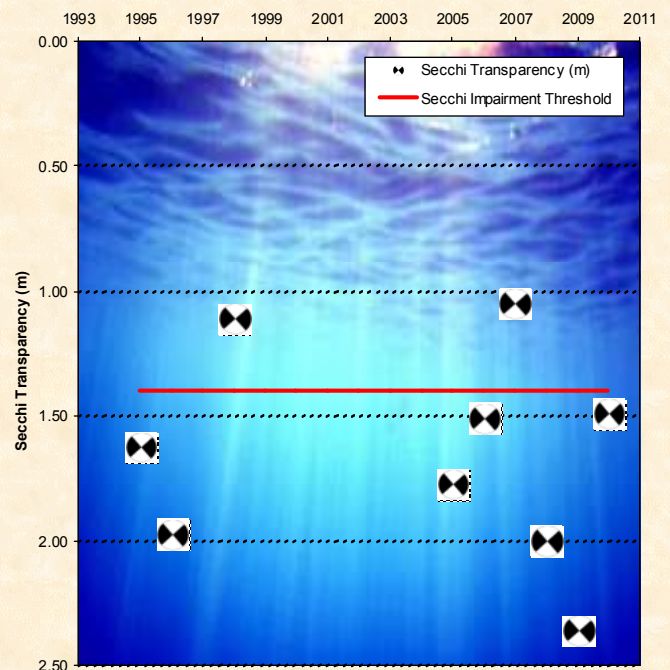 1993 1995 1997 1999 2001 2003 2005 2007 2009 2011
0.00
Secchi Transparency (m)
Secchi Impairment Threshold
0.50
1.00
1.50
2.00
2.50
Secchi Transparency (m)